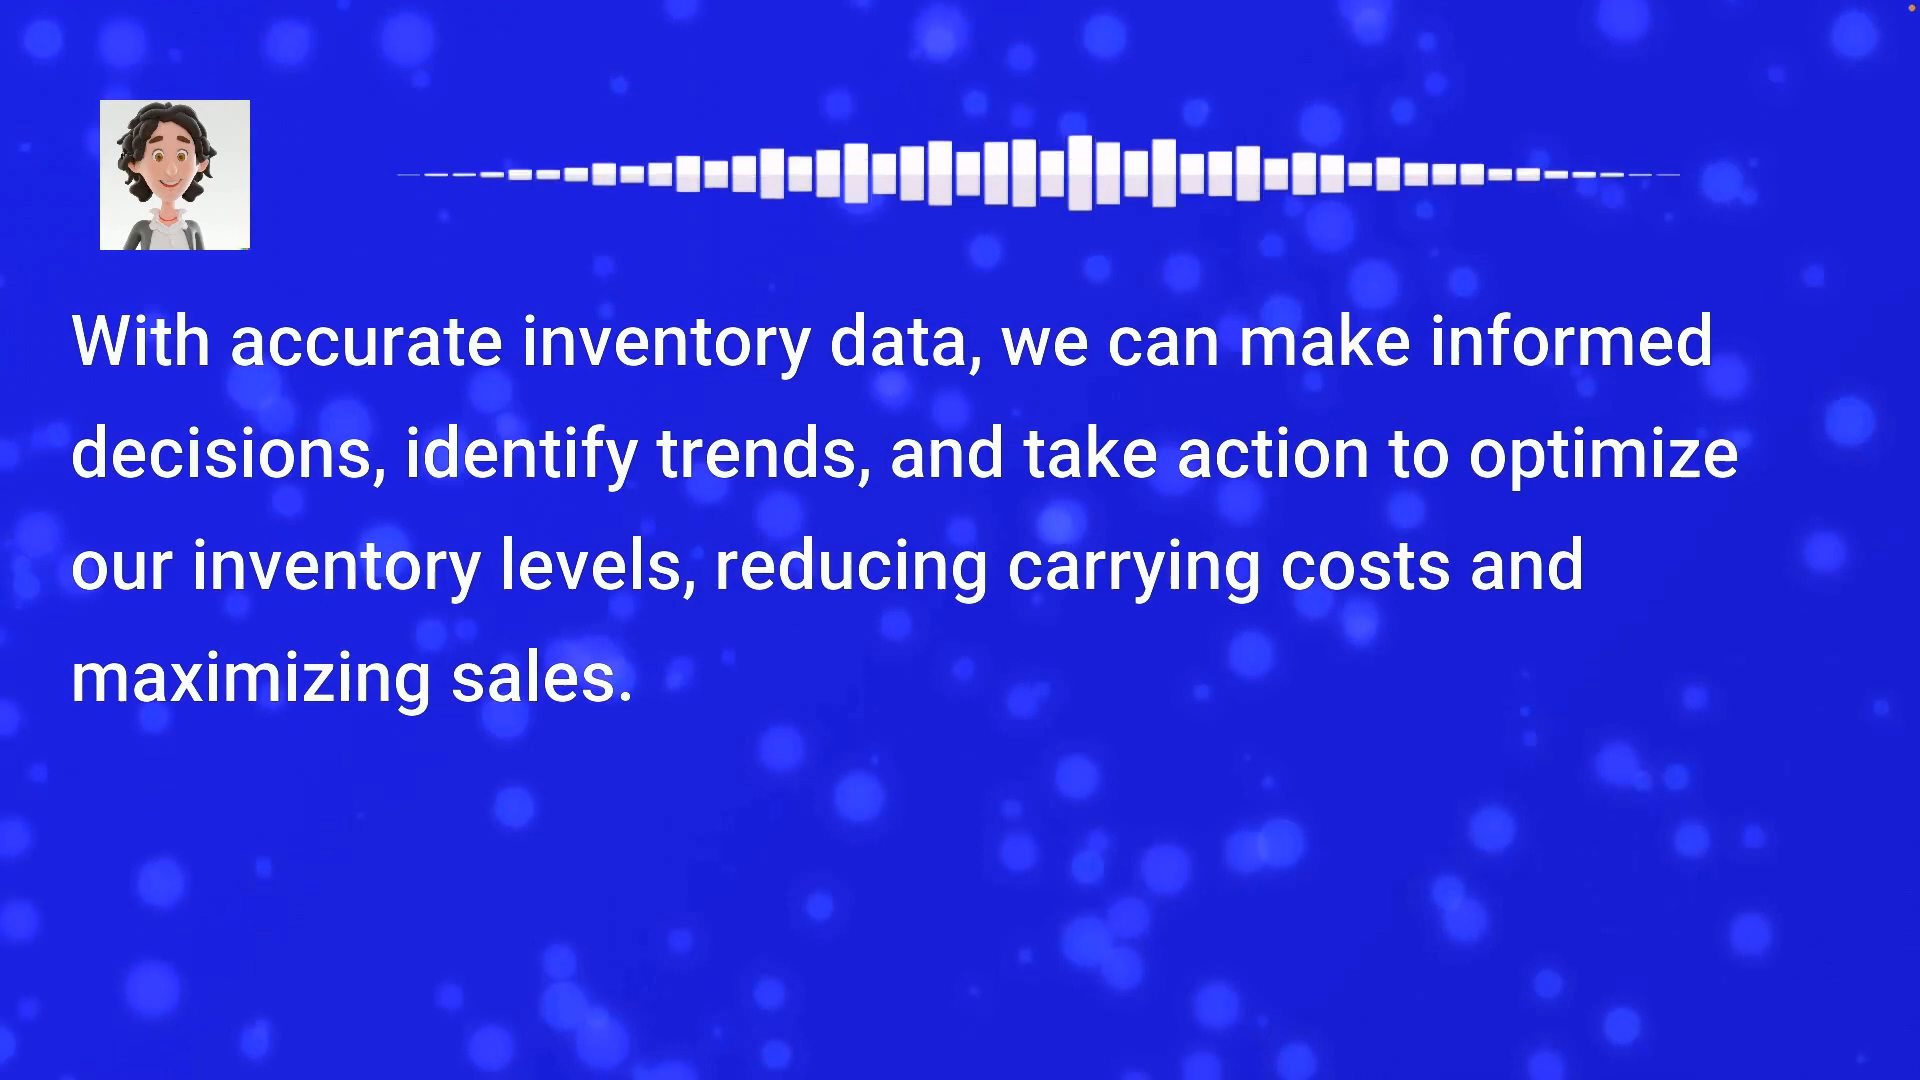 With accurate inventory data, we can make informed
decisions, identify trends, and take action to optimize
our inventory levels, reducing carrying costs and
maximizing sales.